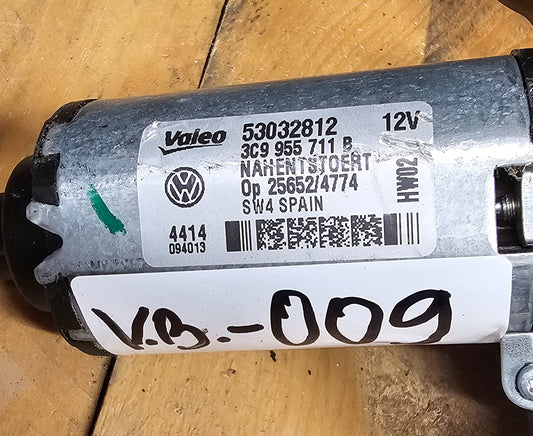 Valeo 53032812 12V
3C9 955 711 B
NAHENTSTOERT
Op 25652/4774
SW4 SPAIN
HW02
4414
094013
V.B.-009